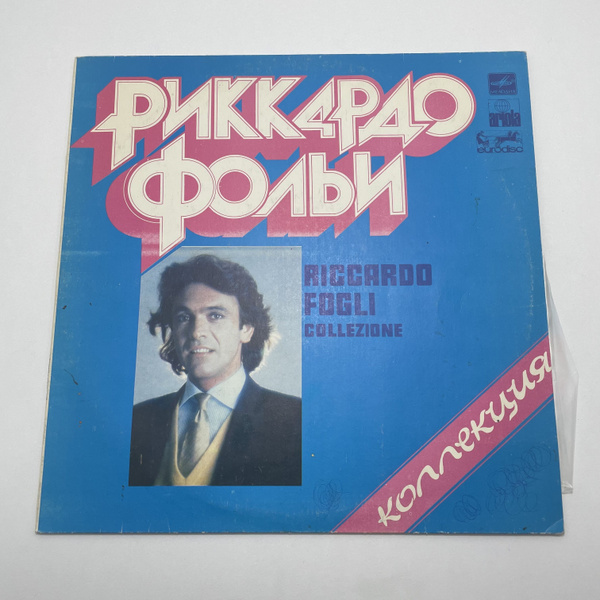 РИККАРДО
ФОЛЬИ
ariola
eurodisc
RICCARDO
FOGLI
COLLEZIONE
коллекция